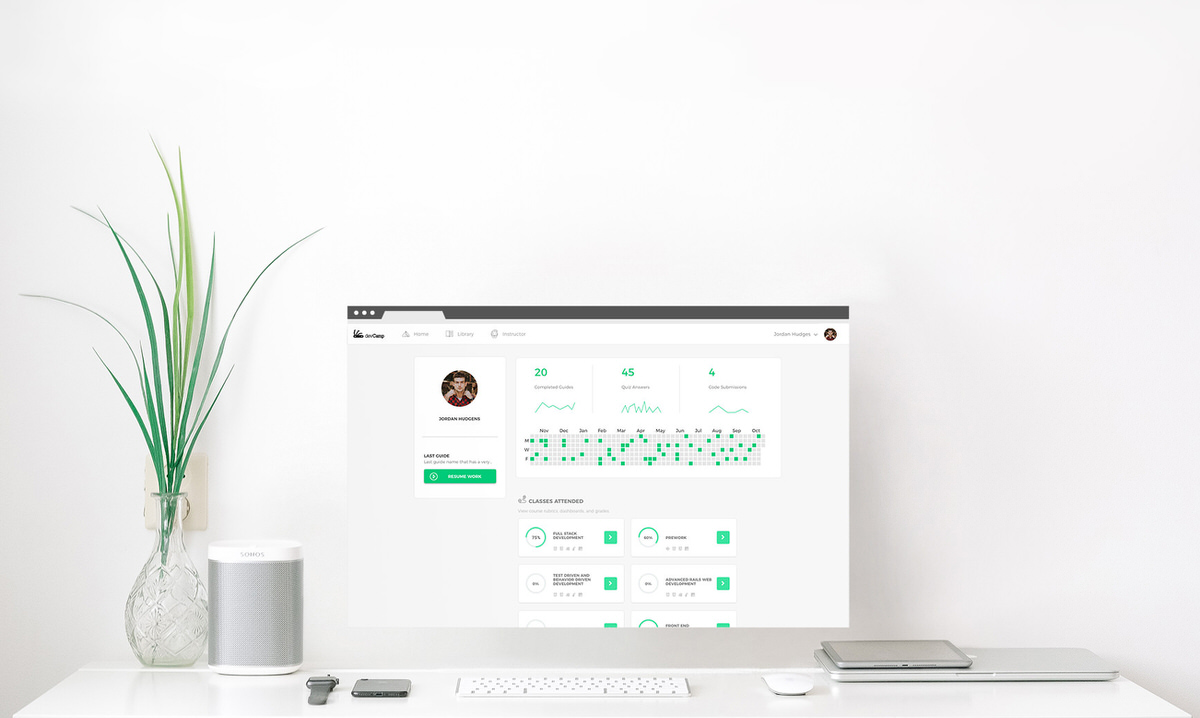 devCamp
Home
Library
Instructor
Jordan Hudges
JORDAN HUDGENS
LAST GUIDE
Last guide name that has a very...
RESUME WORK
20
Completed Guides
45
Quiz Answers
4
Code Submissions
Nov Dec Jan Feb Mar Apr May Jun Jul Aug Sep Oct
M
W
F
CLASSES ATTENDED
View course rubrics, dashboards, and grades.
75%
FULL STACK
DEVELOPMENT
60%
PREWORK
0%
TEST DRIVEN AND
BEHAVIOR DRIVEN
DEVELOPMENT
0%
ADVANCED RAILS WEB
DEVELOPMENT
FRONT END
SONOS